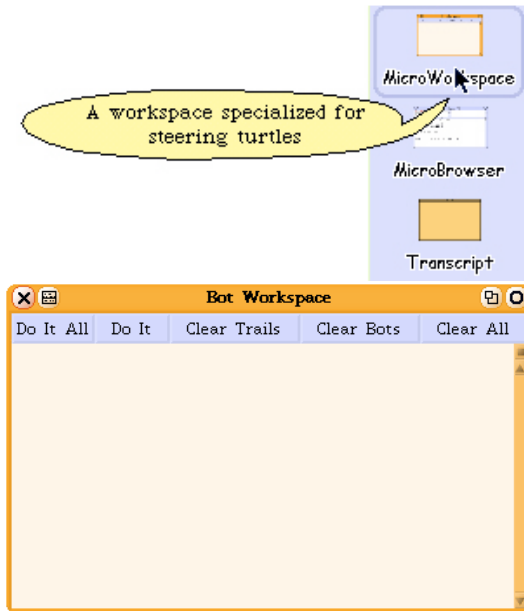 MicroWorkspace
A workspace specialized for
steering turtles
MicroBrowser
Transcript
Bot Workspace
Do It All Do It Clear Trails Clear Bots Clear All